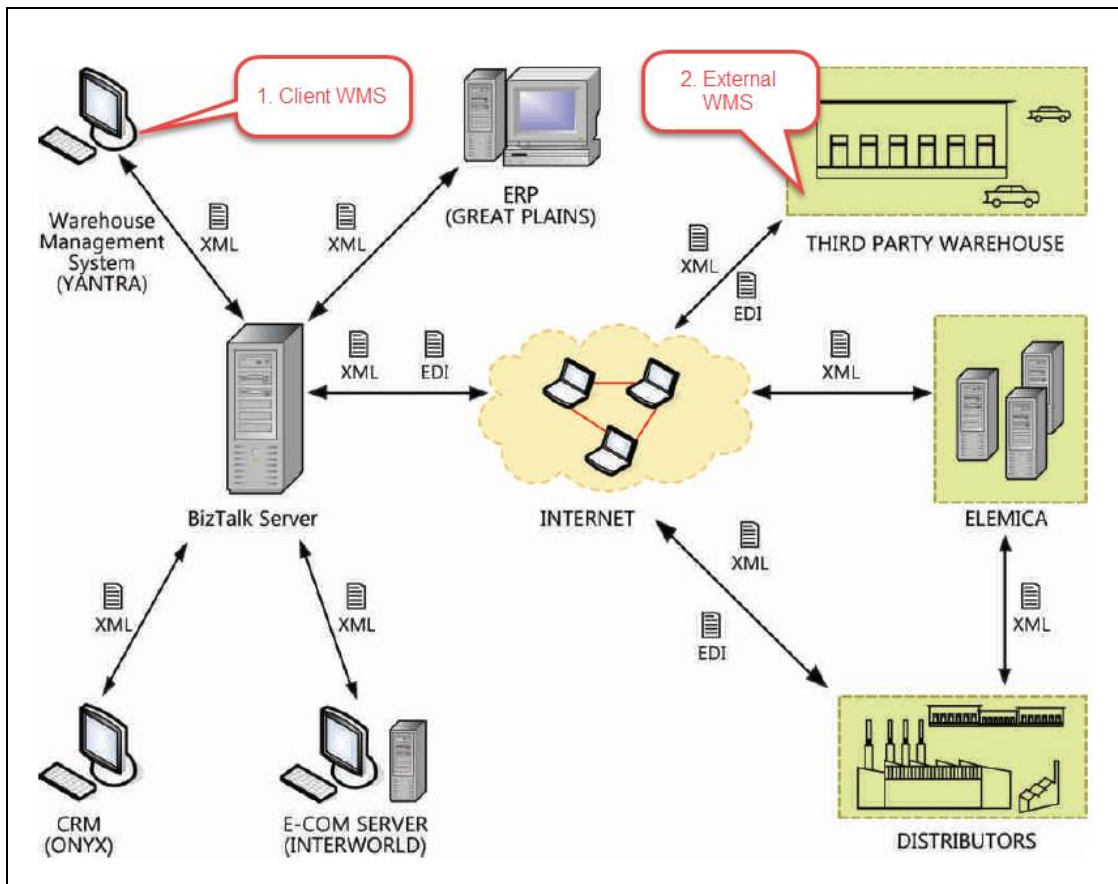 1. Client WMS
2. External
WMS
XML
XML
ERP
(GREAT PLAINS)
Warehouse
Management
System
(YANTRA)
XML
EDI
THIRD PARTY WAREHOUSE
XML
EDI
XML
BizTalk Server
INTERNET
ELEMICA
XML
XML
XML
EDI
XML
CRM
(ONYX)
E-COM SERVER
(INTERWORLD)
DISTRIBUTORS